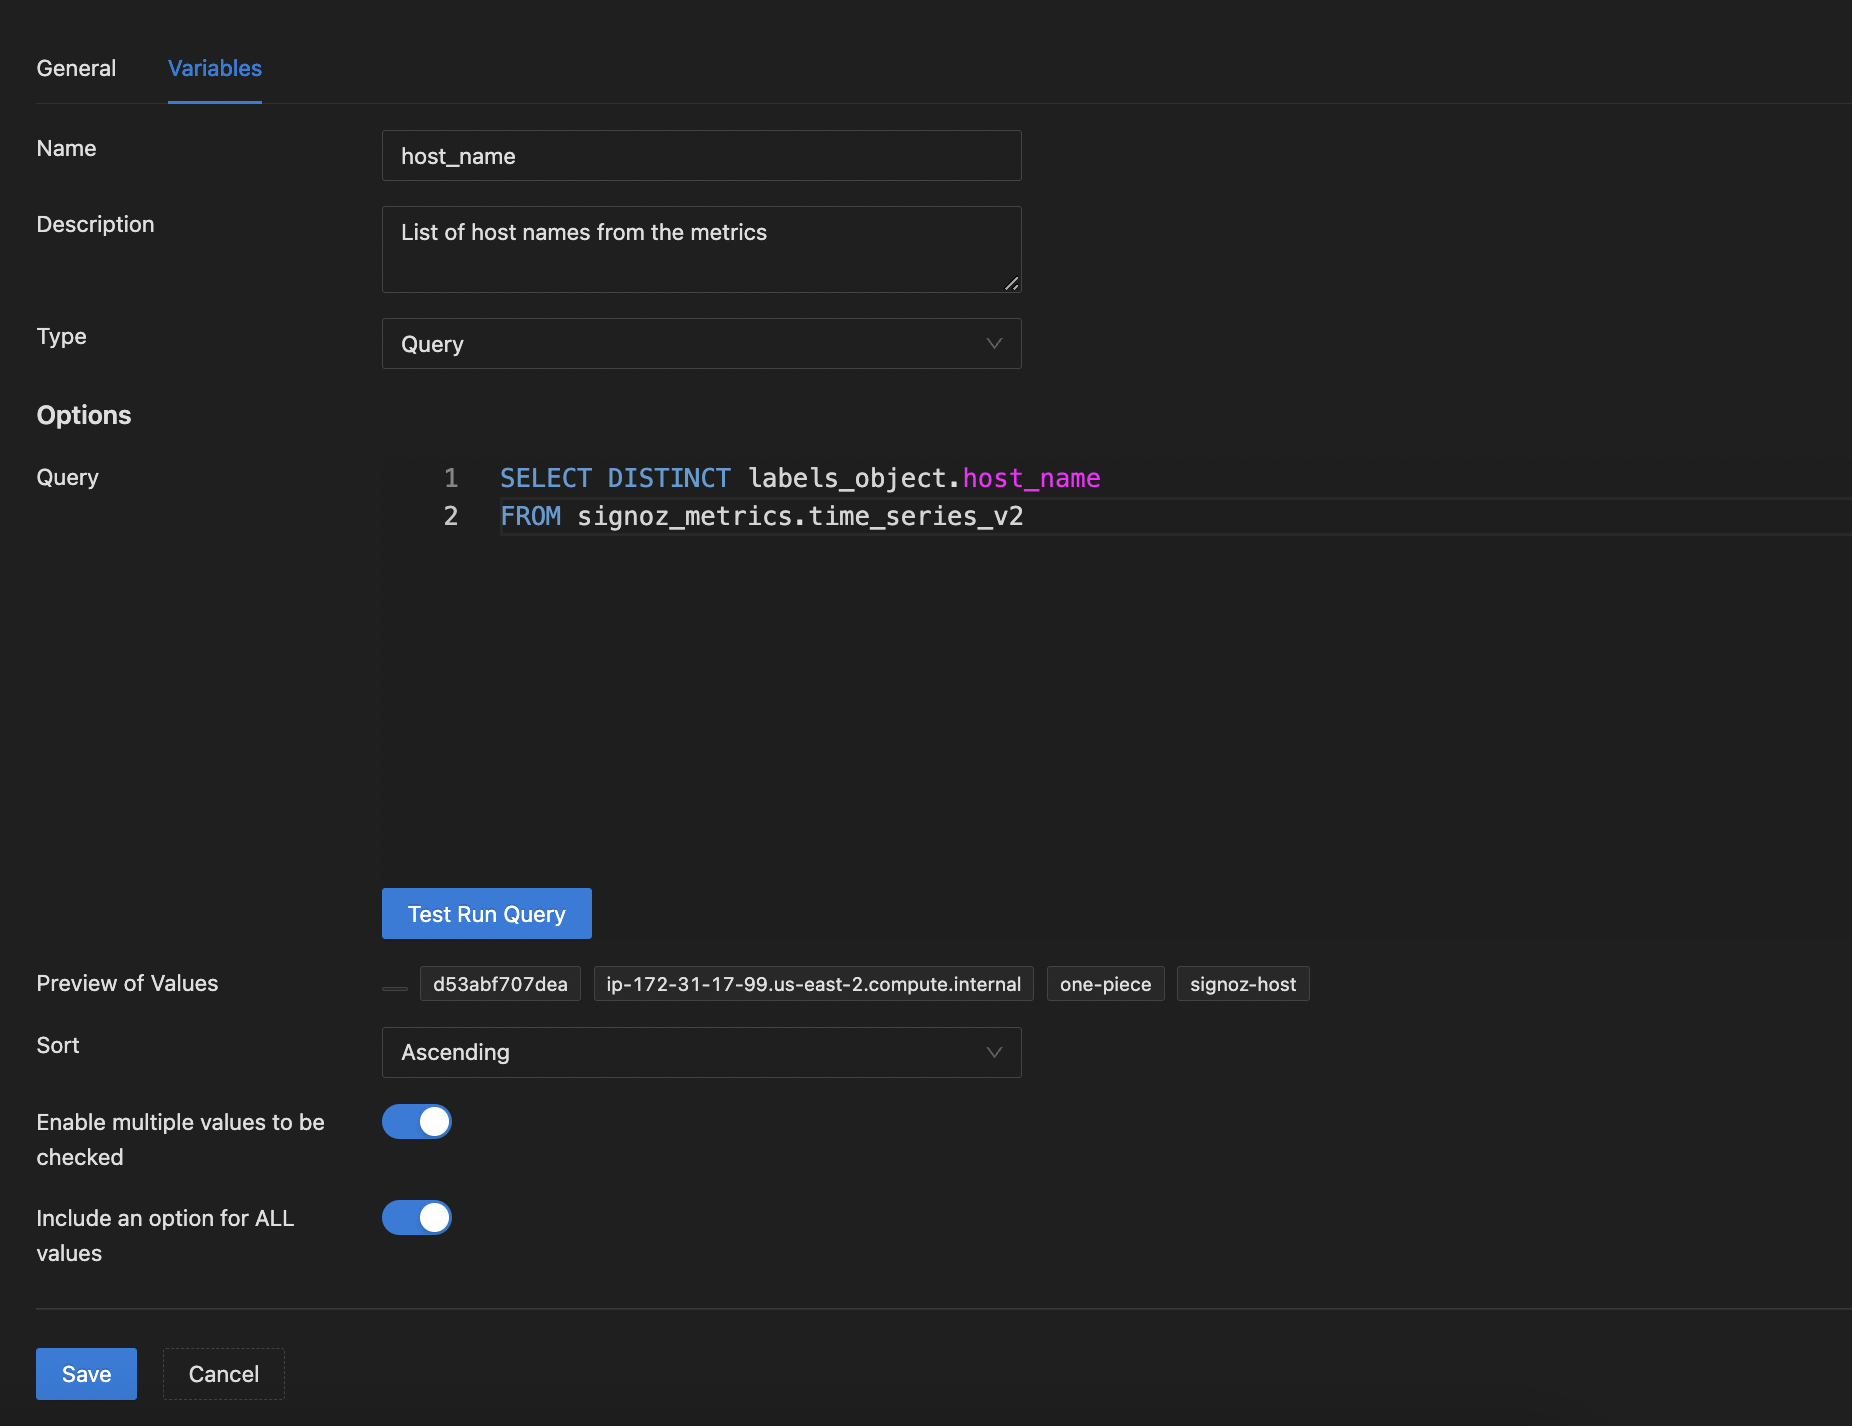 General Variables
Name
host_name
Description
List of host names from the metrics
Type
Query
Options
Query
1 SELECT DISTINCT labels_object.host_name
2 FROM signoz_metrics.time_series_v2
Test Run Query
Preview of Values
d53abf707dea ip-172-31-17-99.us-east-2.compute.internal one-piece signoz-host
Sort
Ascending
Enable multiple values to be
checked
Include an option for ALL
values
Save Cancel